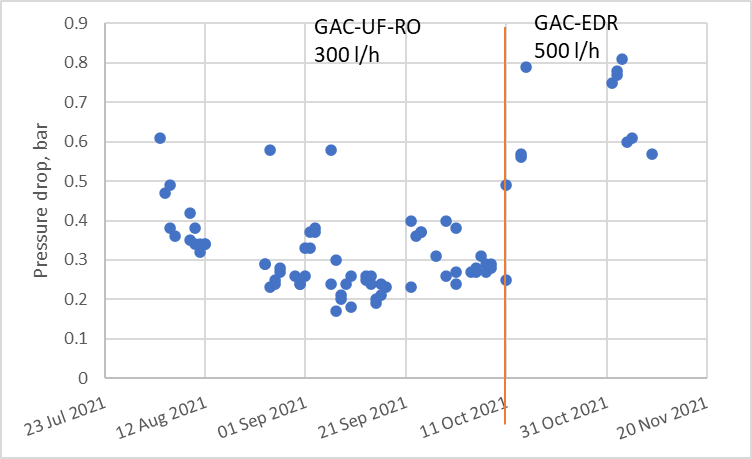 GAC-UF-RO
300 l/h
GAC-EDR
500 l/h
Pressure drop, bar
0.9
0.8
0.7
0.6
0.5
0.4
0.3
0.2
0.1
0
23 Jul 2021
12 Aug 2021
01 Sep 2021
21 Sep 2021
11 Oct 2021
31 Oct 2021
20 Nov 2021